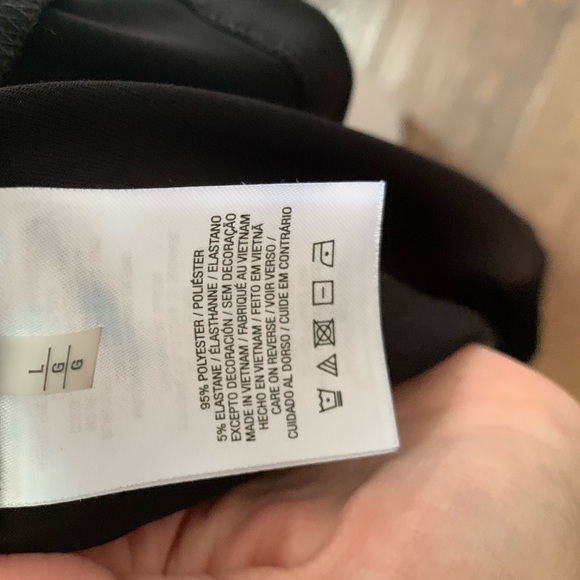 95% POLYESTER / POLIÉSTER
5% ELASTANE / ÉLASTHANNE / ELASTANO
EXCEPTO DECORACIÓN / SEM DECORAÇÃO
MADE IN VIETNAM / FABRIQUÉ AU VIETNAM
HECHO EN VIETNAM / FEITO EM VIETNÃ
CARE ON REVERSE / VOIR VERSO /
CUIDADO AL DORSO / CUIDE EM CONTRÁRIO
L
G
G